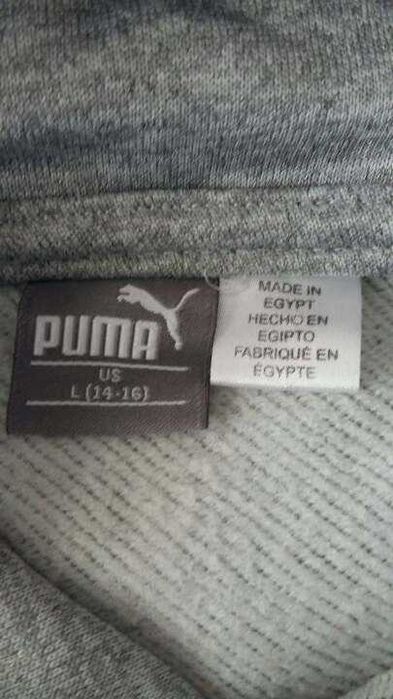 PUMA
US
L (14-16)
MADE IN
EGYPT
HECHO EN
EGIPTO
FABRIQUÉ EN
ÉGYPTE